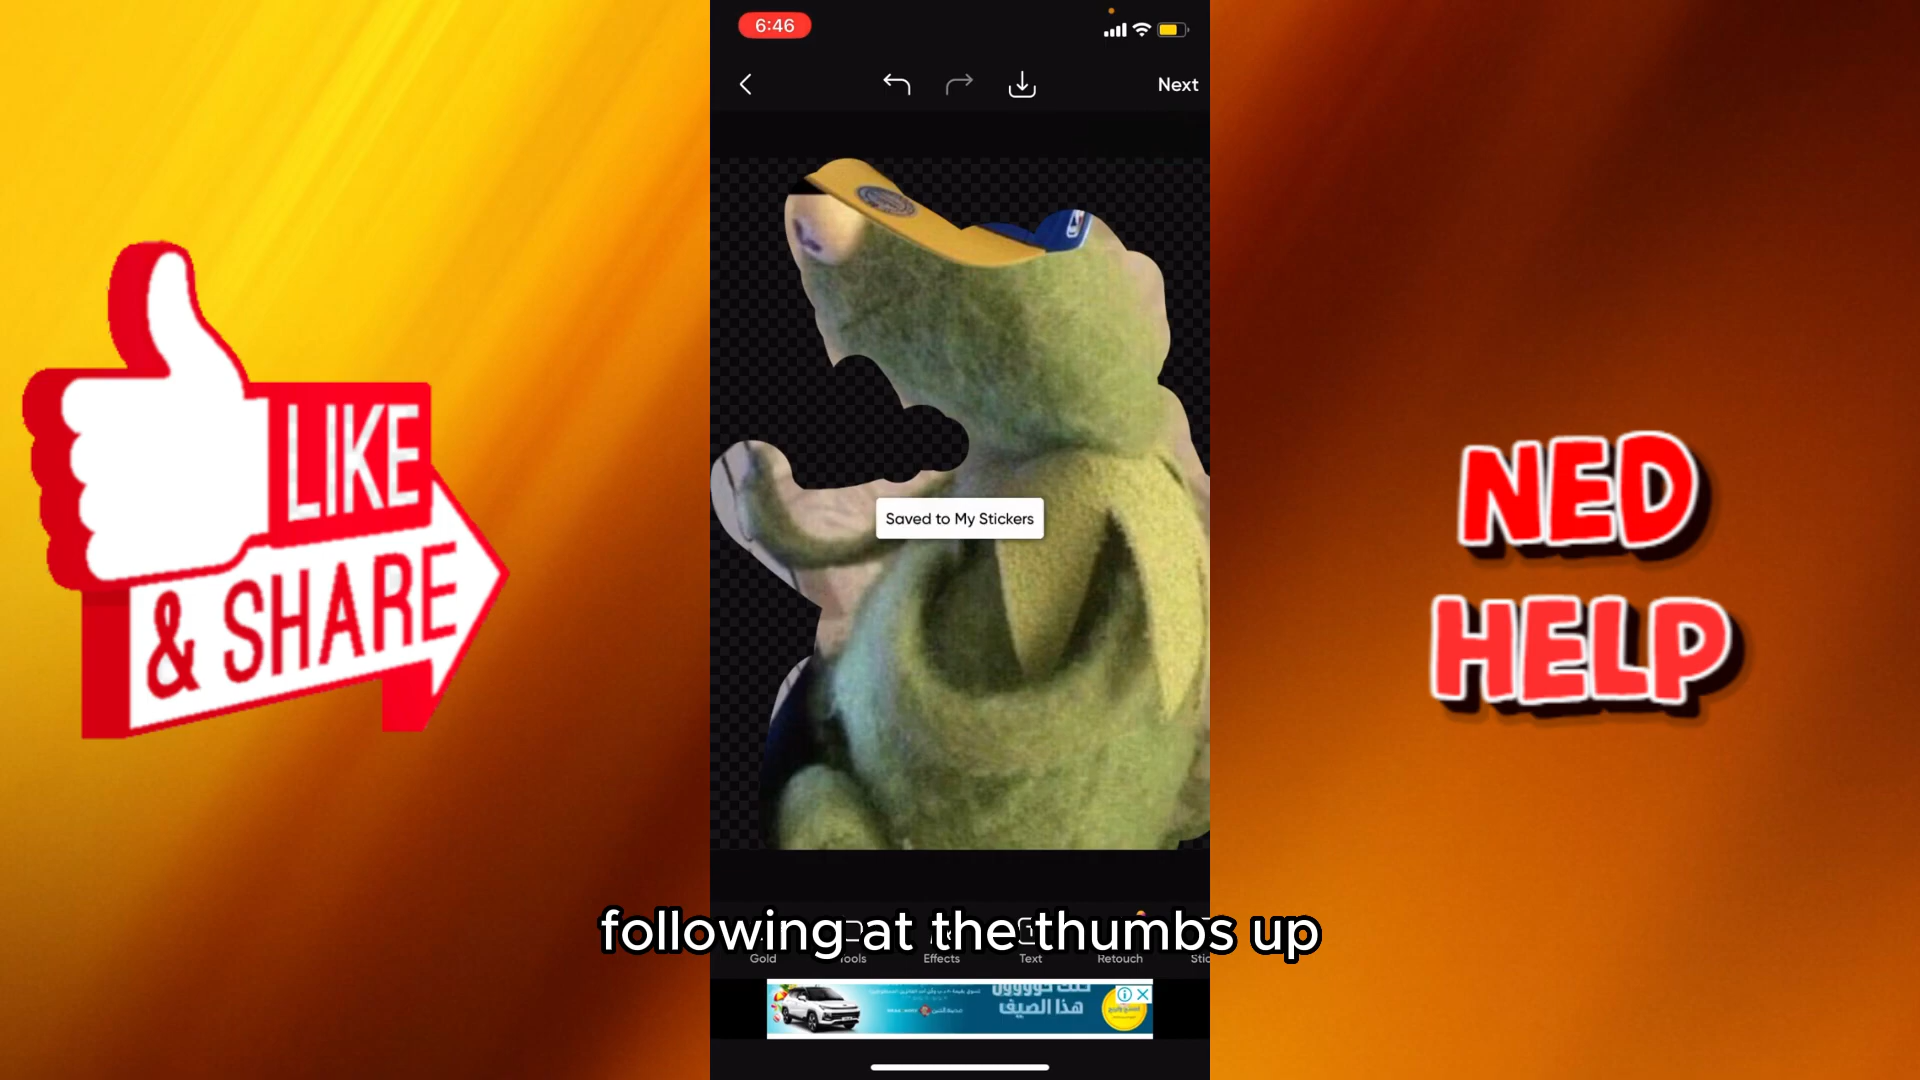 6:46
Next
LIKE
& SHARE
NED
HELP
Saved to My Stickers
following at the thumbs up
Gold
Tools
Effects
Text
Retouch
هذا الصيف